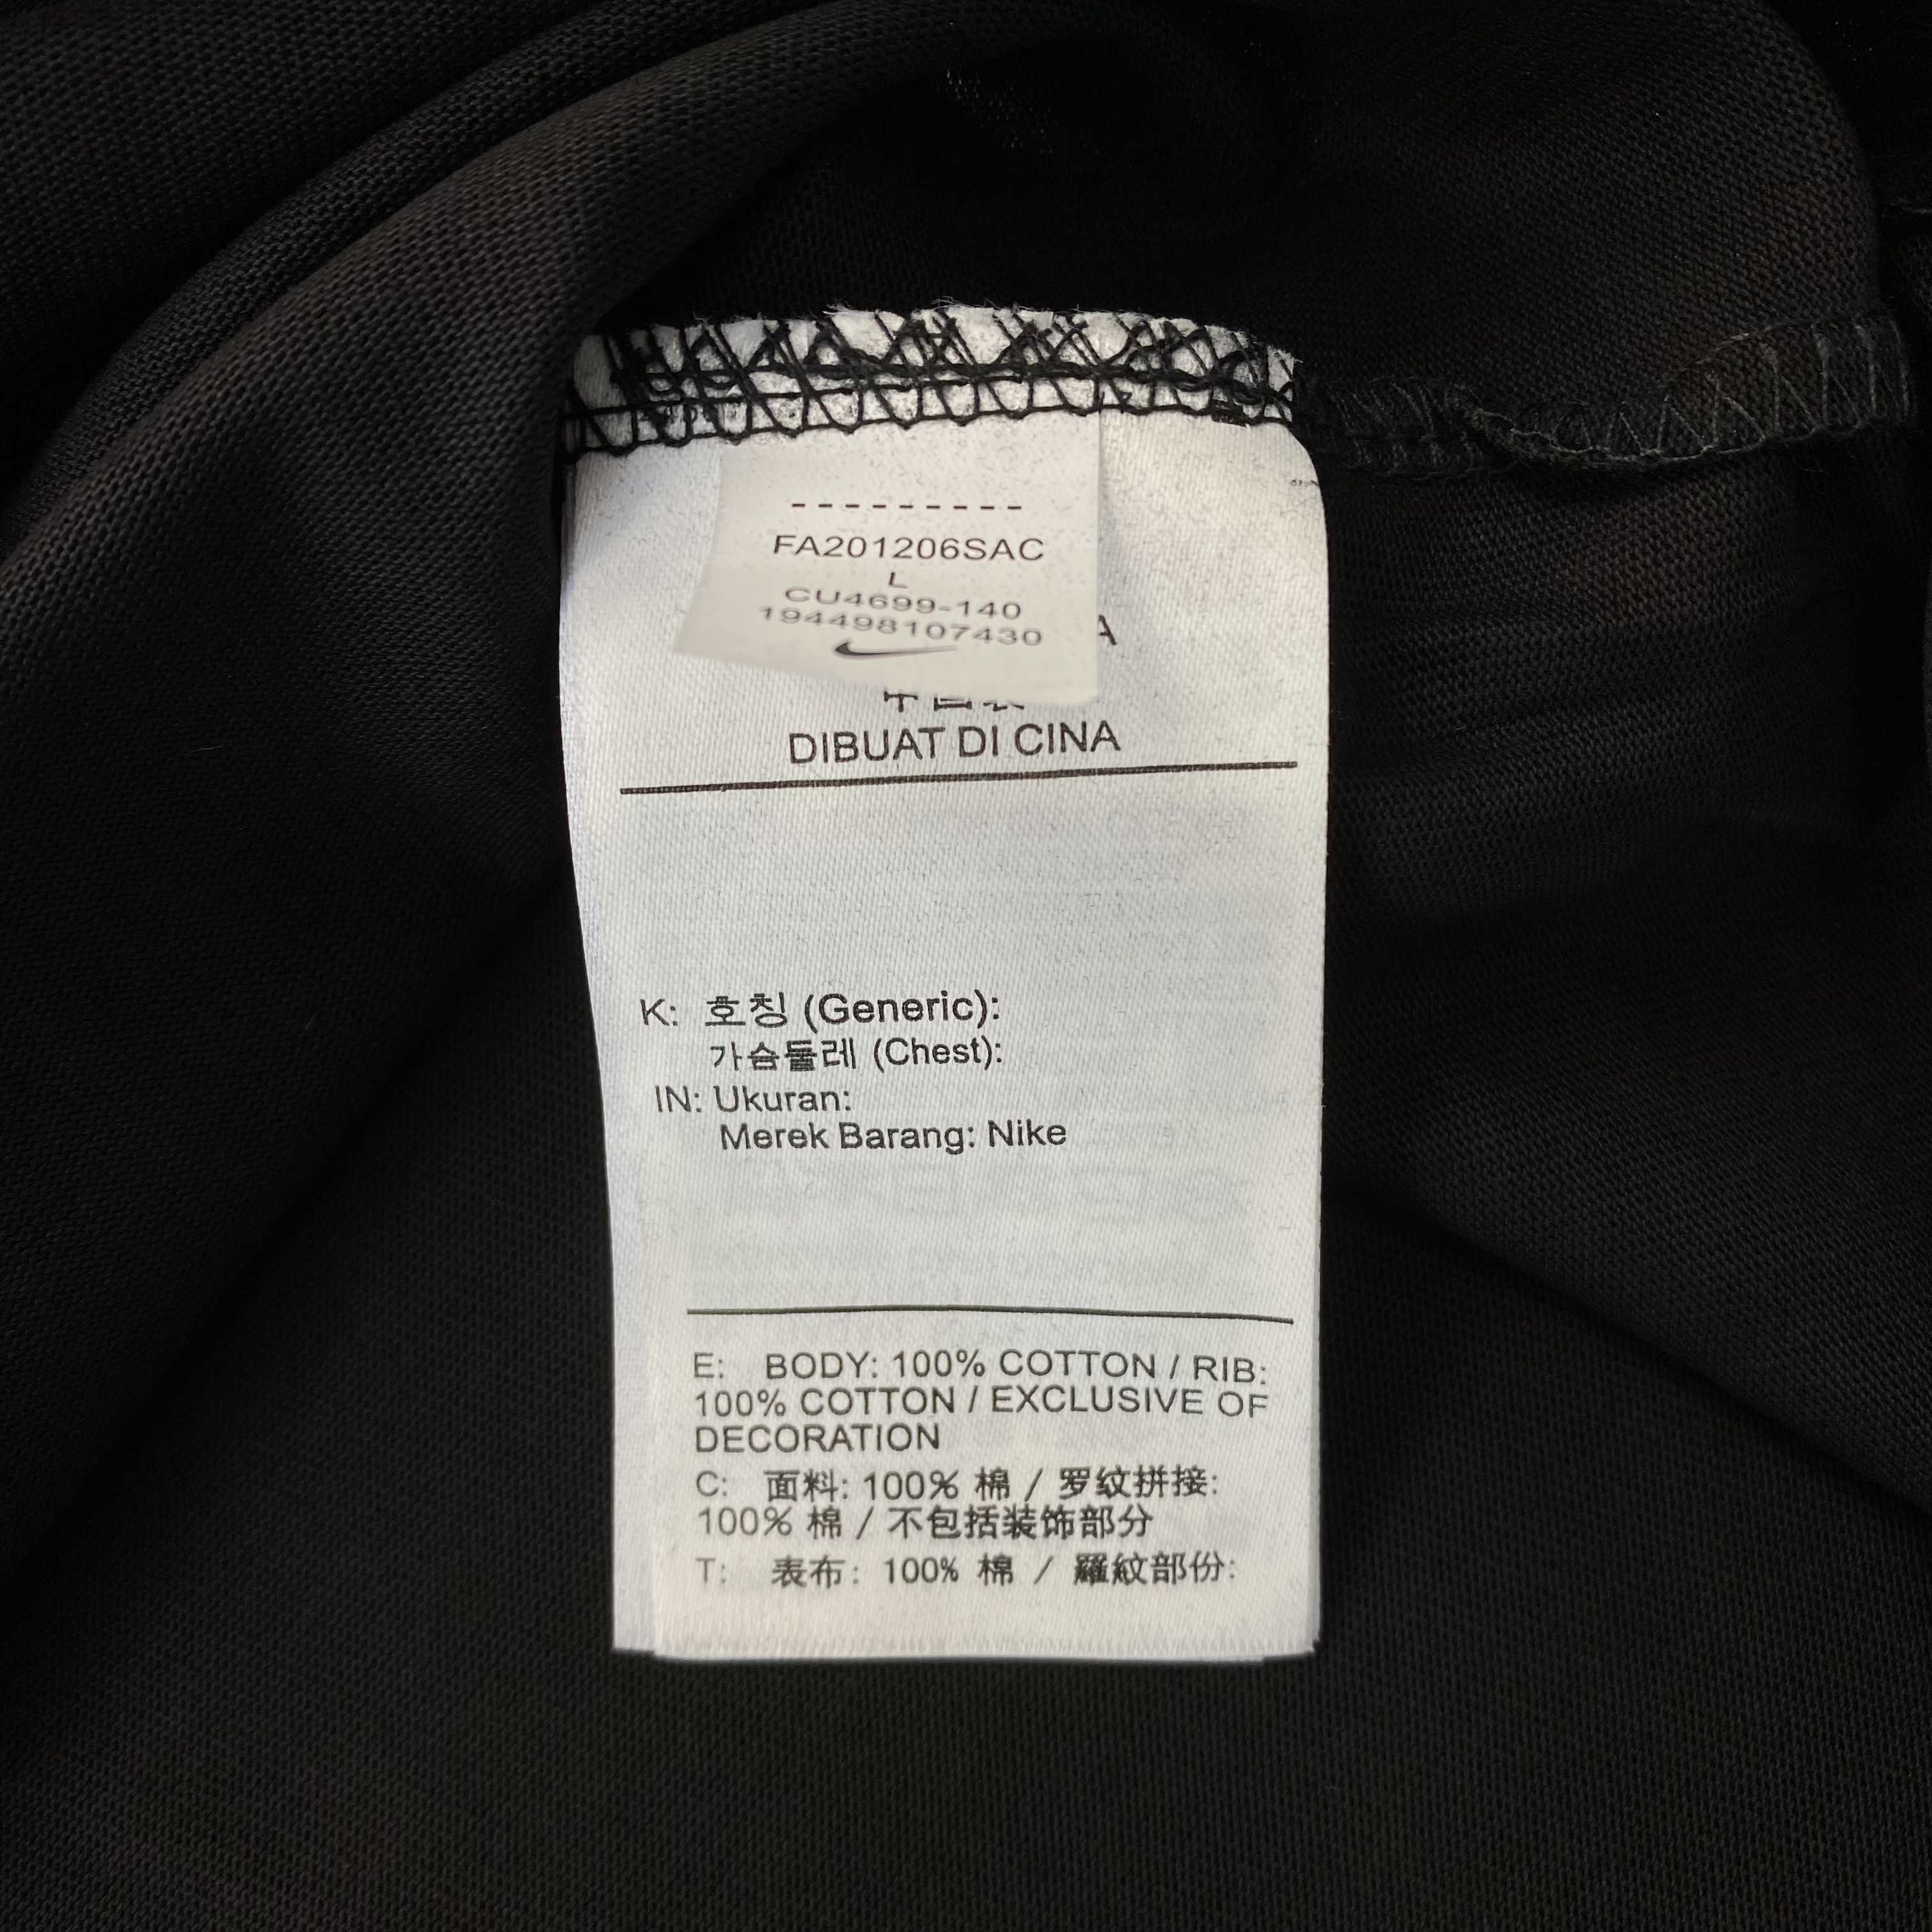 ---------
FA201206SAC
L
CU4699-140
194498107430
A
DIBUAT DI CINA
K: 호칭 (Generic):
가슴둘레 (Chest):
IN: Ukuran:
Merek Barang: Nike
E: BODY: 100% COTTON / RIB:
100% COTTON / EXCLUSIVE OF
DECORATION
C: 面料: 100% 棉 / 罗纹拼接:
100% 棉 / 不包括装饰部分
T: 表布: 100% 棉 / 羅紋部份: